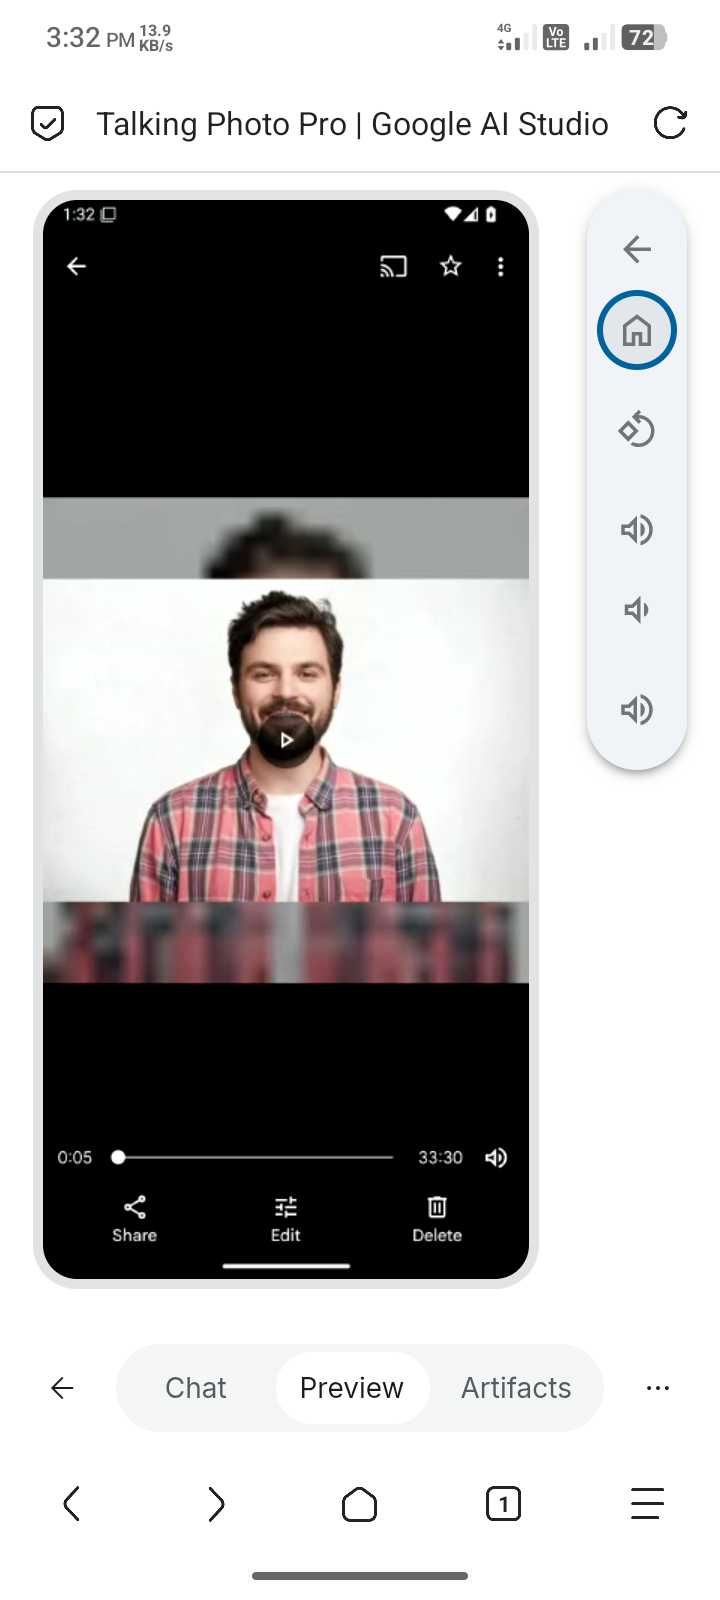 3:32 PM 13.9 KB/s 4G Vo LTE 72
Talking Photo Pro | Google AI Studio
1:32
0:05 33:30
Share Edit Delete
Chat Preview Artifacts
1